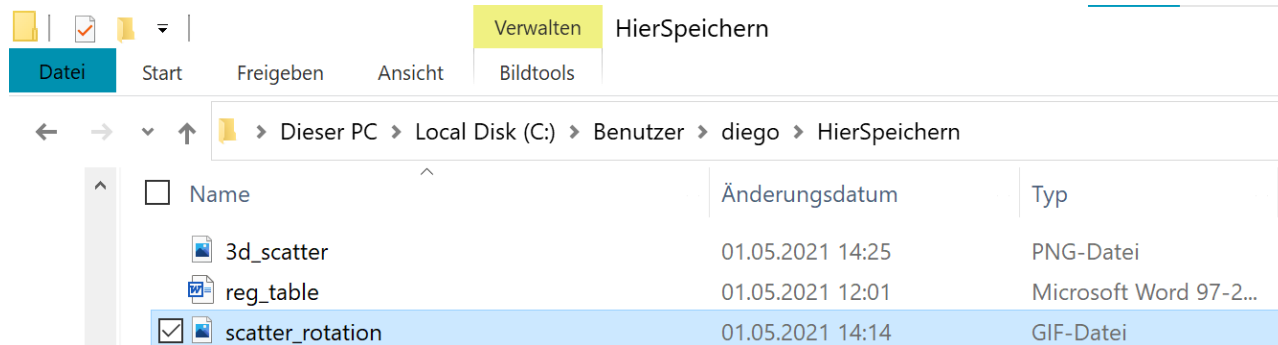 Verwalten HierSpeichern
Datei Start Freigeben Ansicht Bildtools
Dieser PC > Local Disk (C:) > Benutzer > diego > HierSpeichern
Name Änderungsdatum Typ
3d_scatter 01.05.2021 14:25 PNG-Datei
reg_table 01.05.2021 12:01 Microsoft Word 97-2...
scatter_rotation 01.05.2021 14:14 GIF-Datei